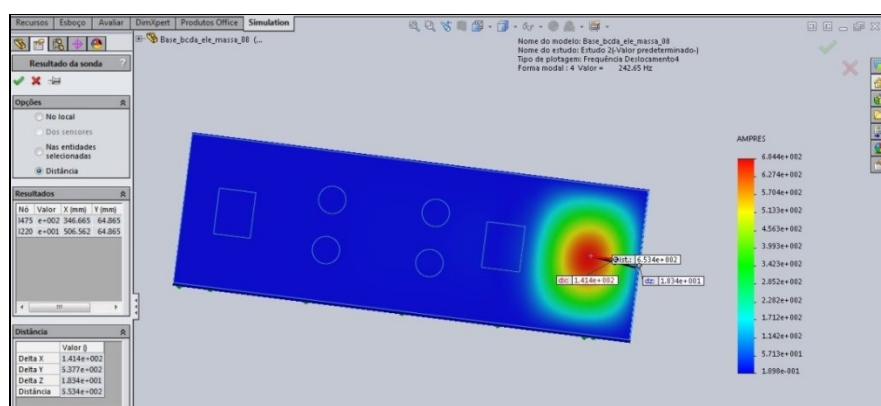 Recursos Esboço Avaliar DimXpert Produtos Office Simulation
Base_bcda_ele_massa_08 (...
Nome do modelo: Base_bcda_ele_massa_08
Nome do estudo: Estudo 2(-Valor predeterminado-)
Tipo de plotagem: Frequência Deslocamento4
Forma modal : 4 Valor = 242.65 Hz
Resultado da sonda ?
Opções
No local
Dos sensores
Nas entidades selecionadas
Distância
Resultados
Nó Valor X (mm) Y (mm)
I475 e+002 346.665 64.865
I220 e+001 506.562 64.865
Distância
Valor ()
Delta X 1.414e+002
Delta Y 5.377e+002
Delta Z 1.834e+001
Distância 5.534e+002
Dist.: 6.534e+002
dx: 1.414e+002
dz: 1.834e+001
AMPRES
6.844e+002
6.274e+002
5.704e+002
5.133e+002
4.563e+002
3.993e+002
3.423e+002
2.852e+002
2.282e+002
1.712e+002
1.142e+002
5.713e+001
1.898e-001